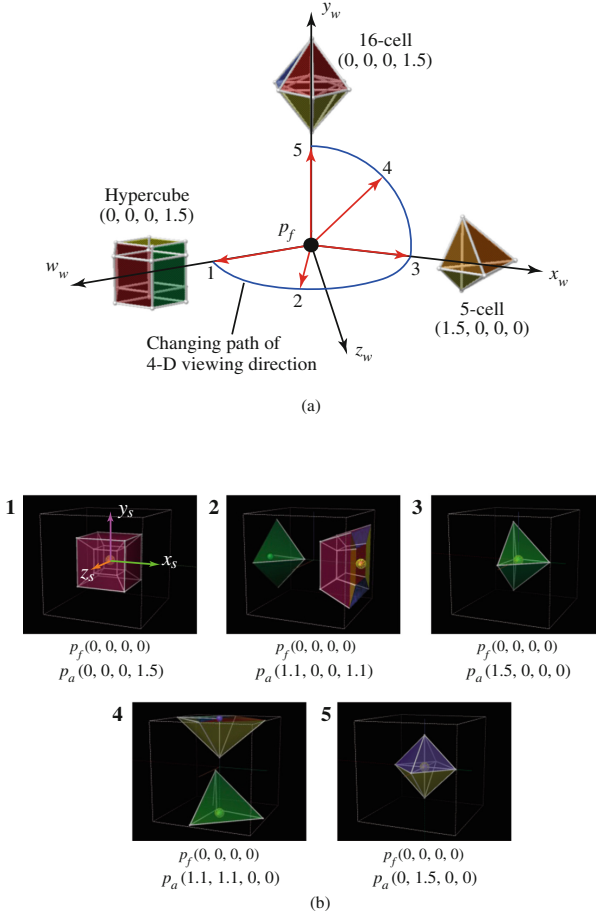 y_w
16-cell
(0, 0, 0, 1.5)
5
4
Hypercube
(0, 0, 0, 1.5)
p_f
w_w
1
2
3
x_w
5-cell
(1.5, 0, 0, 0)
Changing path of
4-D viewing direction
z_w
(a)
1
y_s
z_s
x_s
2
3
p_f(0, 0, 0, 0)
p_a(0, 0, 0, 1.5)
p_f(0, 0, 0, 0)
p_a(1.1, 0, 0, 1.1)
p_f(0, 0, 0, 0)
p_a(1.5, 0, 0, 0)
4
5
p_f(0, 0, 0, 0)
p_a(1.1, 1.1, 0, 0)
p_f(0, 0, 0, 0)
p_a(0, 1.5, 0, 0)
(b)